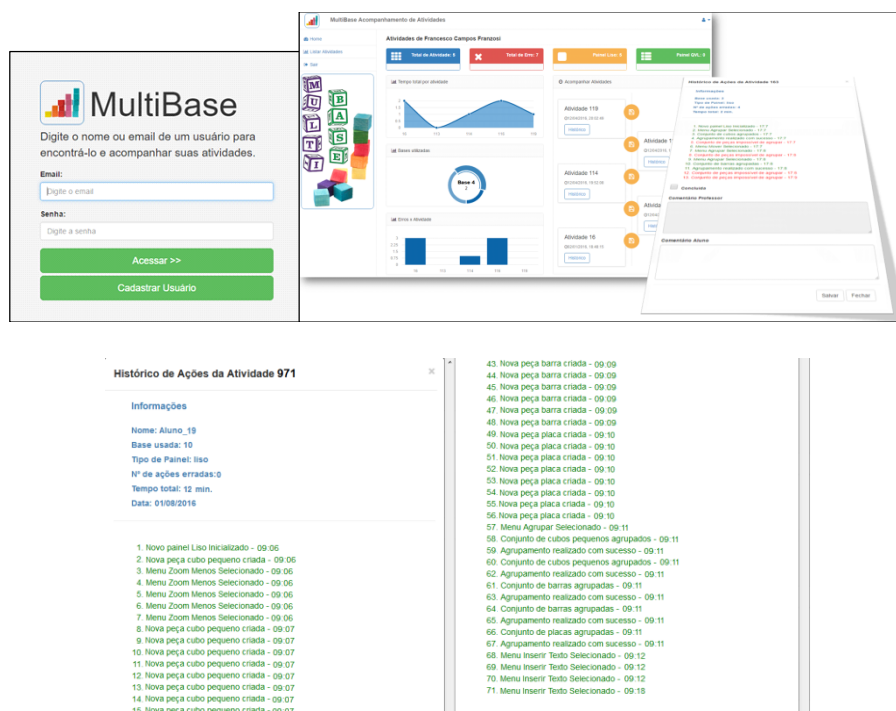 MultiBase
Digite o nome ou email de um usuário para
encontrá-lo e acompanhar suas atividades.
Email:
Digite o email
Senha:
Digite a senha
Acessar >>
Cadastrar Usuário
MultiBase Acompanhamento de Atividades
Home
Listar Atividades
Sair
MULTI
BASE
Atividades de Francesco Campos Franzosi
Total de Atividade: 6
Total de Erro: 7
Painel Liso: 6
Painel QVL: 0
Tempo total por atividade
Bases utilizadas
Base 4
2
Erros x Atividade
Acompanhar Atividades
Atividade 119
Histórico
Atividade 114
Histórico
Atividade 16
Histórico
Informações
Concluída
Comentário Professor
Comentário Aluno
Salvar Fechar
Histórico de Ações da Atividade 971
Informações
Nome: Aluno_19
Base usada: 10
Tipo de Painel: liso
Nº de ações erradas:0
Tempo total: 12 min.
Data: 01/08/2016
1. Novo painel Liso Inicializado - 09:06
2. Nova peça cubo pequeno criada - 09:06
3. Menu Zoom Menos Selecionado - 09:06
4. Menu Zoom Menos Selecionado - 09:06
5. Menu Zoom Menos Selecionado - 09:06
6. Menu Zoom Menos Selecionado - 09:06
7. Menu Zoom Menos Selecionado - 09:06
8. Nova peça cubo pequeno criada - 09:07
9. Nova peça cubo pequeno criada - 09:07
10. Nova peça cubo pequeno criada - 09:07
11. Nova peça cubo pequeno criada - 09:07
12. Nova peça cubo pequeno criada - 09:07
13. Nova peça cubo pequeno criada - 09:07
14. Nova peça cubo pequeno criada - 09:07
15. Nova peça cubo pequeno criada - 09:07
43. Nova peça barra criada - 09:09
44. Nova peça barra criada - 09:09
45. Nova peça barra criada - 09:09
46. Nova peça barra criada - 09:09
47. Nova peça barra criada - 09:09
48. Nova peça barra criada - 09:09
49. Nova peça placa criada - 09:10
50. Nova peça placa criada - 09:10
51. Nova peça placa criada - 09:10
52. Nova peça placa criada - 09:10
53. Nova peça placa criada - 09:10
54. Nova peça placa criada - 09:10
55. Nova peça placa criada - 09:10
56. Nova peça placa criada - 09:10
57. Menu Agrupar Selecionado - 09:11
58. Conjunto de cubos pequenos agrupados - 09:11
59. Agrupamento realizado com sucesso - 09:11
60. Conjunto de cubos pequenos agrupados - 09:11
62. Agrupamento realizado com sucesso - 09:11
61. Conjunto de barras agrupadas - 09:11
63. Agrupamento realizado com sucesso - 09:11
64. Conjunto de barras agrupadas - 09:11
65. Agrupamento realizado com sucesso - 09:11
66. Conjunto de placas agrupadas - 09:11
67. Agrupamento realizado com sucesso - 09:11
68. Menu Inserir Texto Selecionado - 09:12
69. Menu Inserir Texto Selecionado - 09:12
70. Menu Inserir Texto Selecionado - 09:12
71. Menu Inserir Texto Selecionado - 09:18